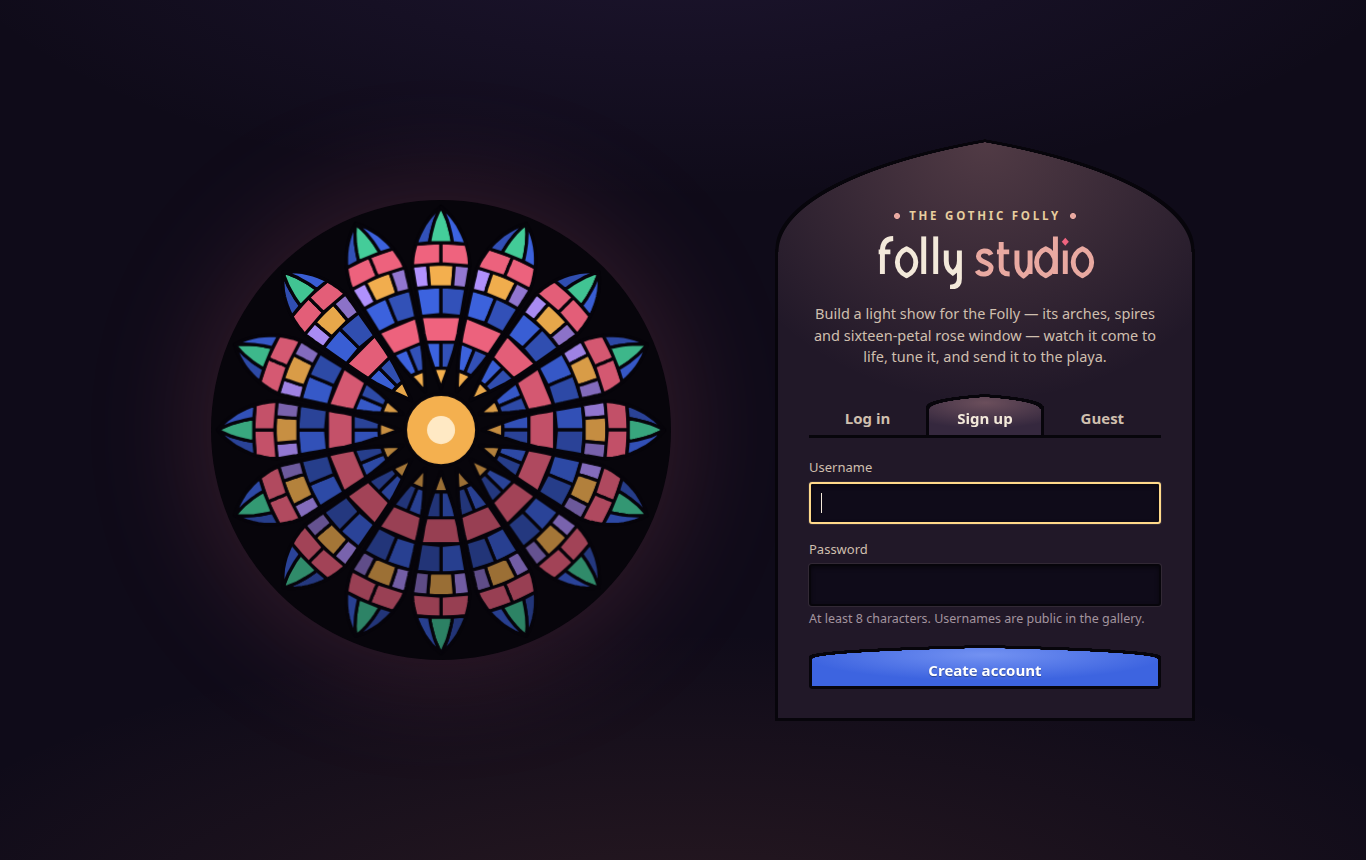 THE GOTHIC FOLLY
folly studio
Build a light show for the Folly — its arches, spires
and sixteen-petal rose window — watch it come to
life, tune it, and send it to the playa.
Log in
Sign up
Guest
Username
Password
At least 8 characters. Usernames are public in the gallery.
Create account